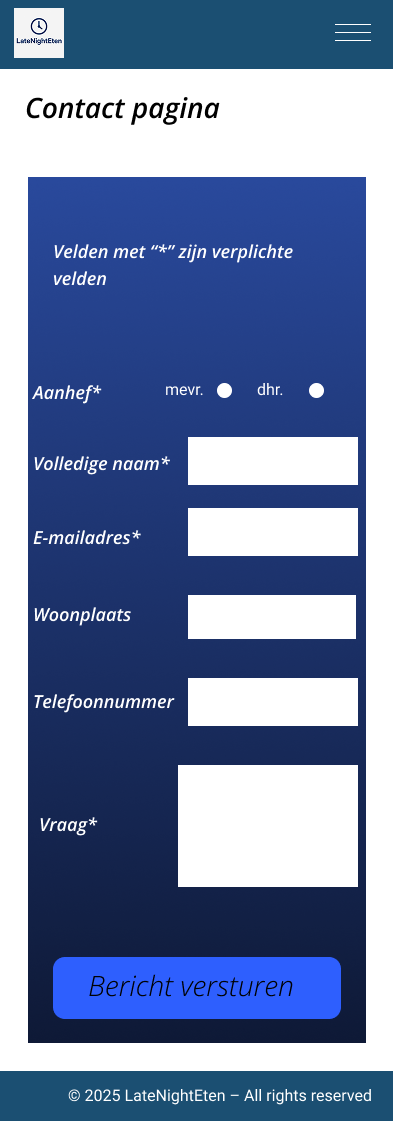 LateNightEten
Contact pagina
Velden met “*” zijn verplichte
velden
Aanhef* mevr. dhr.
Volledige naam*
E-mailadres*
Woonplaats
Telefoonnummer
Vraag*
Bericht versturen
© 2025 LateNightEten – All rights reserved